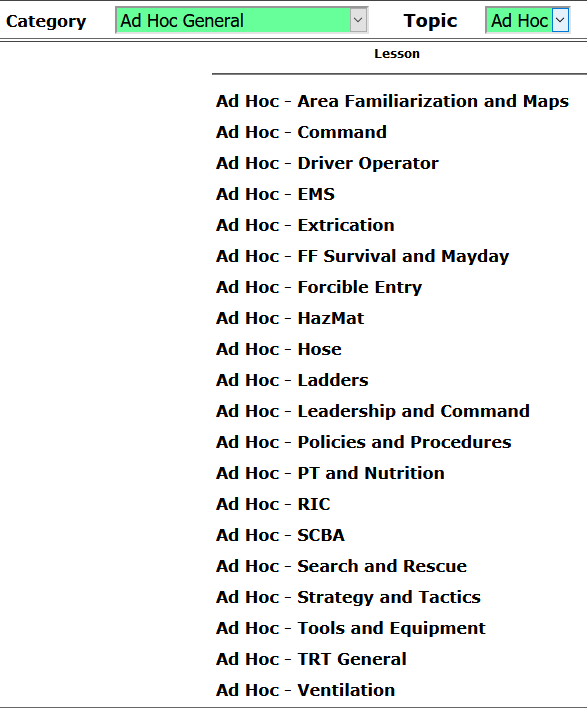 Category Ad Hoc General Topic Ad Hoc
Lesson
Ad Hoc - Area Familiarization and Maps
Ad Hoc - Command
Ad Hoc - Driver Operator
Ad Hoc - EMS
Ad Hoc - Extrication
Ad Hoc - FF Survival and Mayday
Ad Hoc - Forcible Entry
Ad Hoc - HazMat
Ad Hoc - Hose
Ad Hoc - Ladders
Ad Hoc - Leadership and Command
Ad Hoc - Policies and Procedures
Ad Hoc - PT and Nutrition
Ad Hoc - RIC
Ad Hoc - SCBA
Ad Hoc - Search and Rescue
Ad Hoc - Strategy and Tactics
Ad Hoc - Tools and Equipment
Ad Hoc - TRT General
Ad Hoc - Ventilation